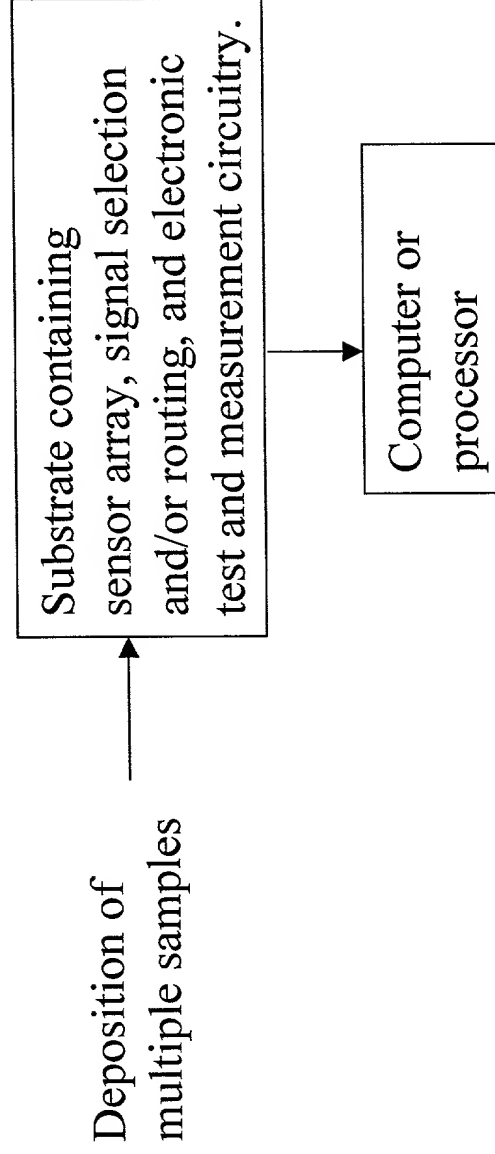 Deposition of
multiple samples
Substrate containing
sensor array, signal selection
and/or routing, and electronic
test and measurement circuitry.
Computer or
processor